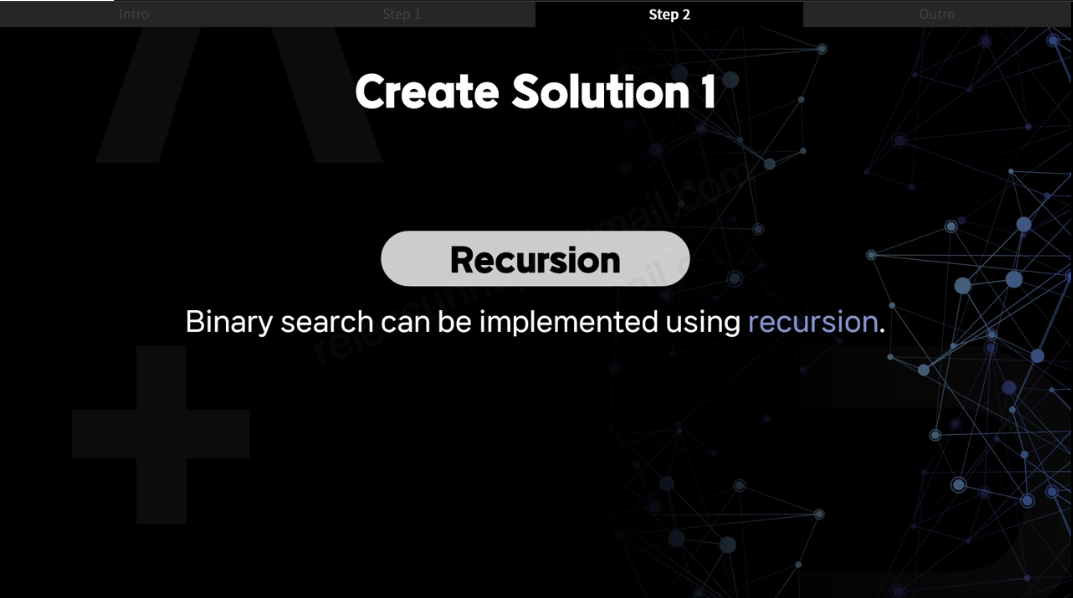 Intro
Step 1
Step 2
Outro
Create Solution 1
Recursion
Binary search can be implemented using recursion.